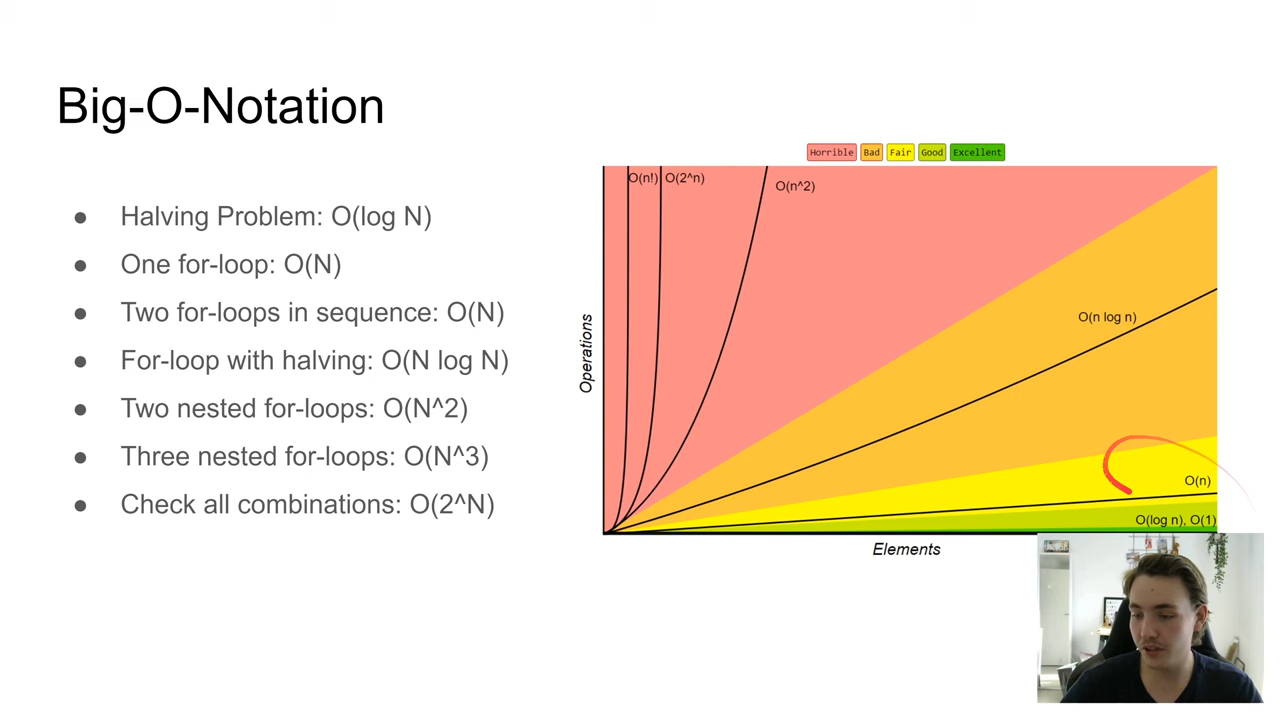 Big-O-Notation
● Halving Problem: O(log N)
● One for-loop: O(N)
● Two for-loops in sequence: O(N)
● For-loop with halving: O(N log N)
● Two nested for-loops: O(N^2)
● Three nested for-loops: O(N^3)
● Check all combinations: O(2^N)
Horrible Bad Fair Good Excellent
O(n!) O(2^n)
O(n^2)
O(n log n)
O(n)
O(log n), O(1)
Operations
Elements